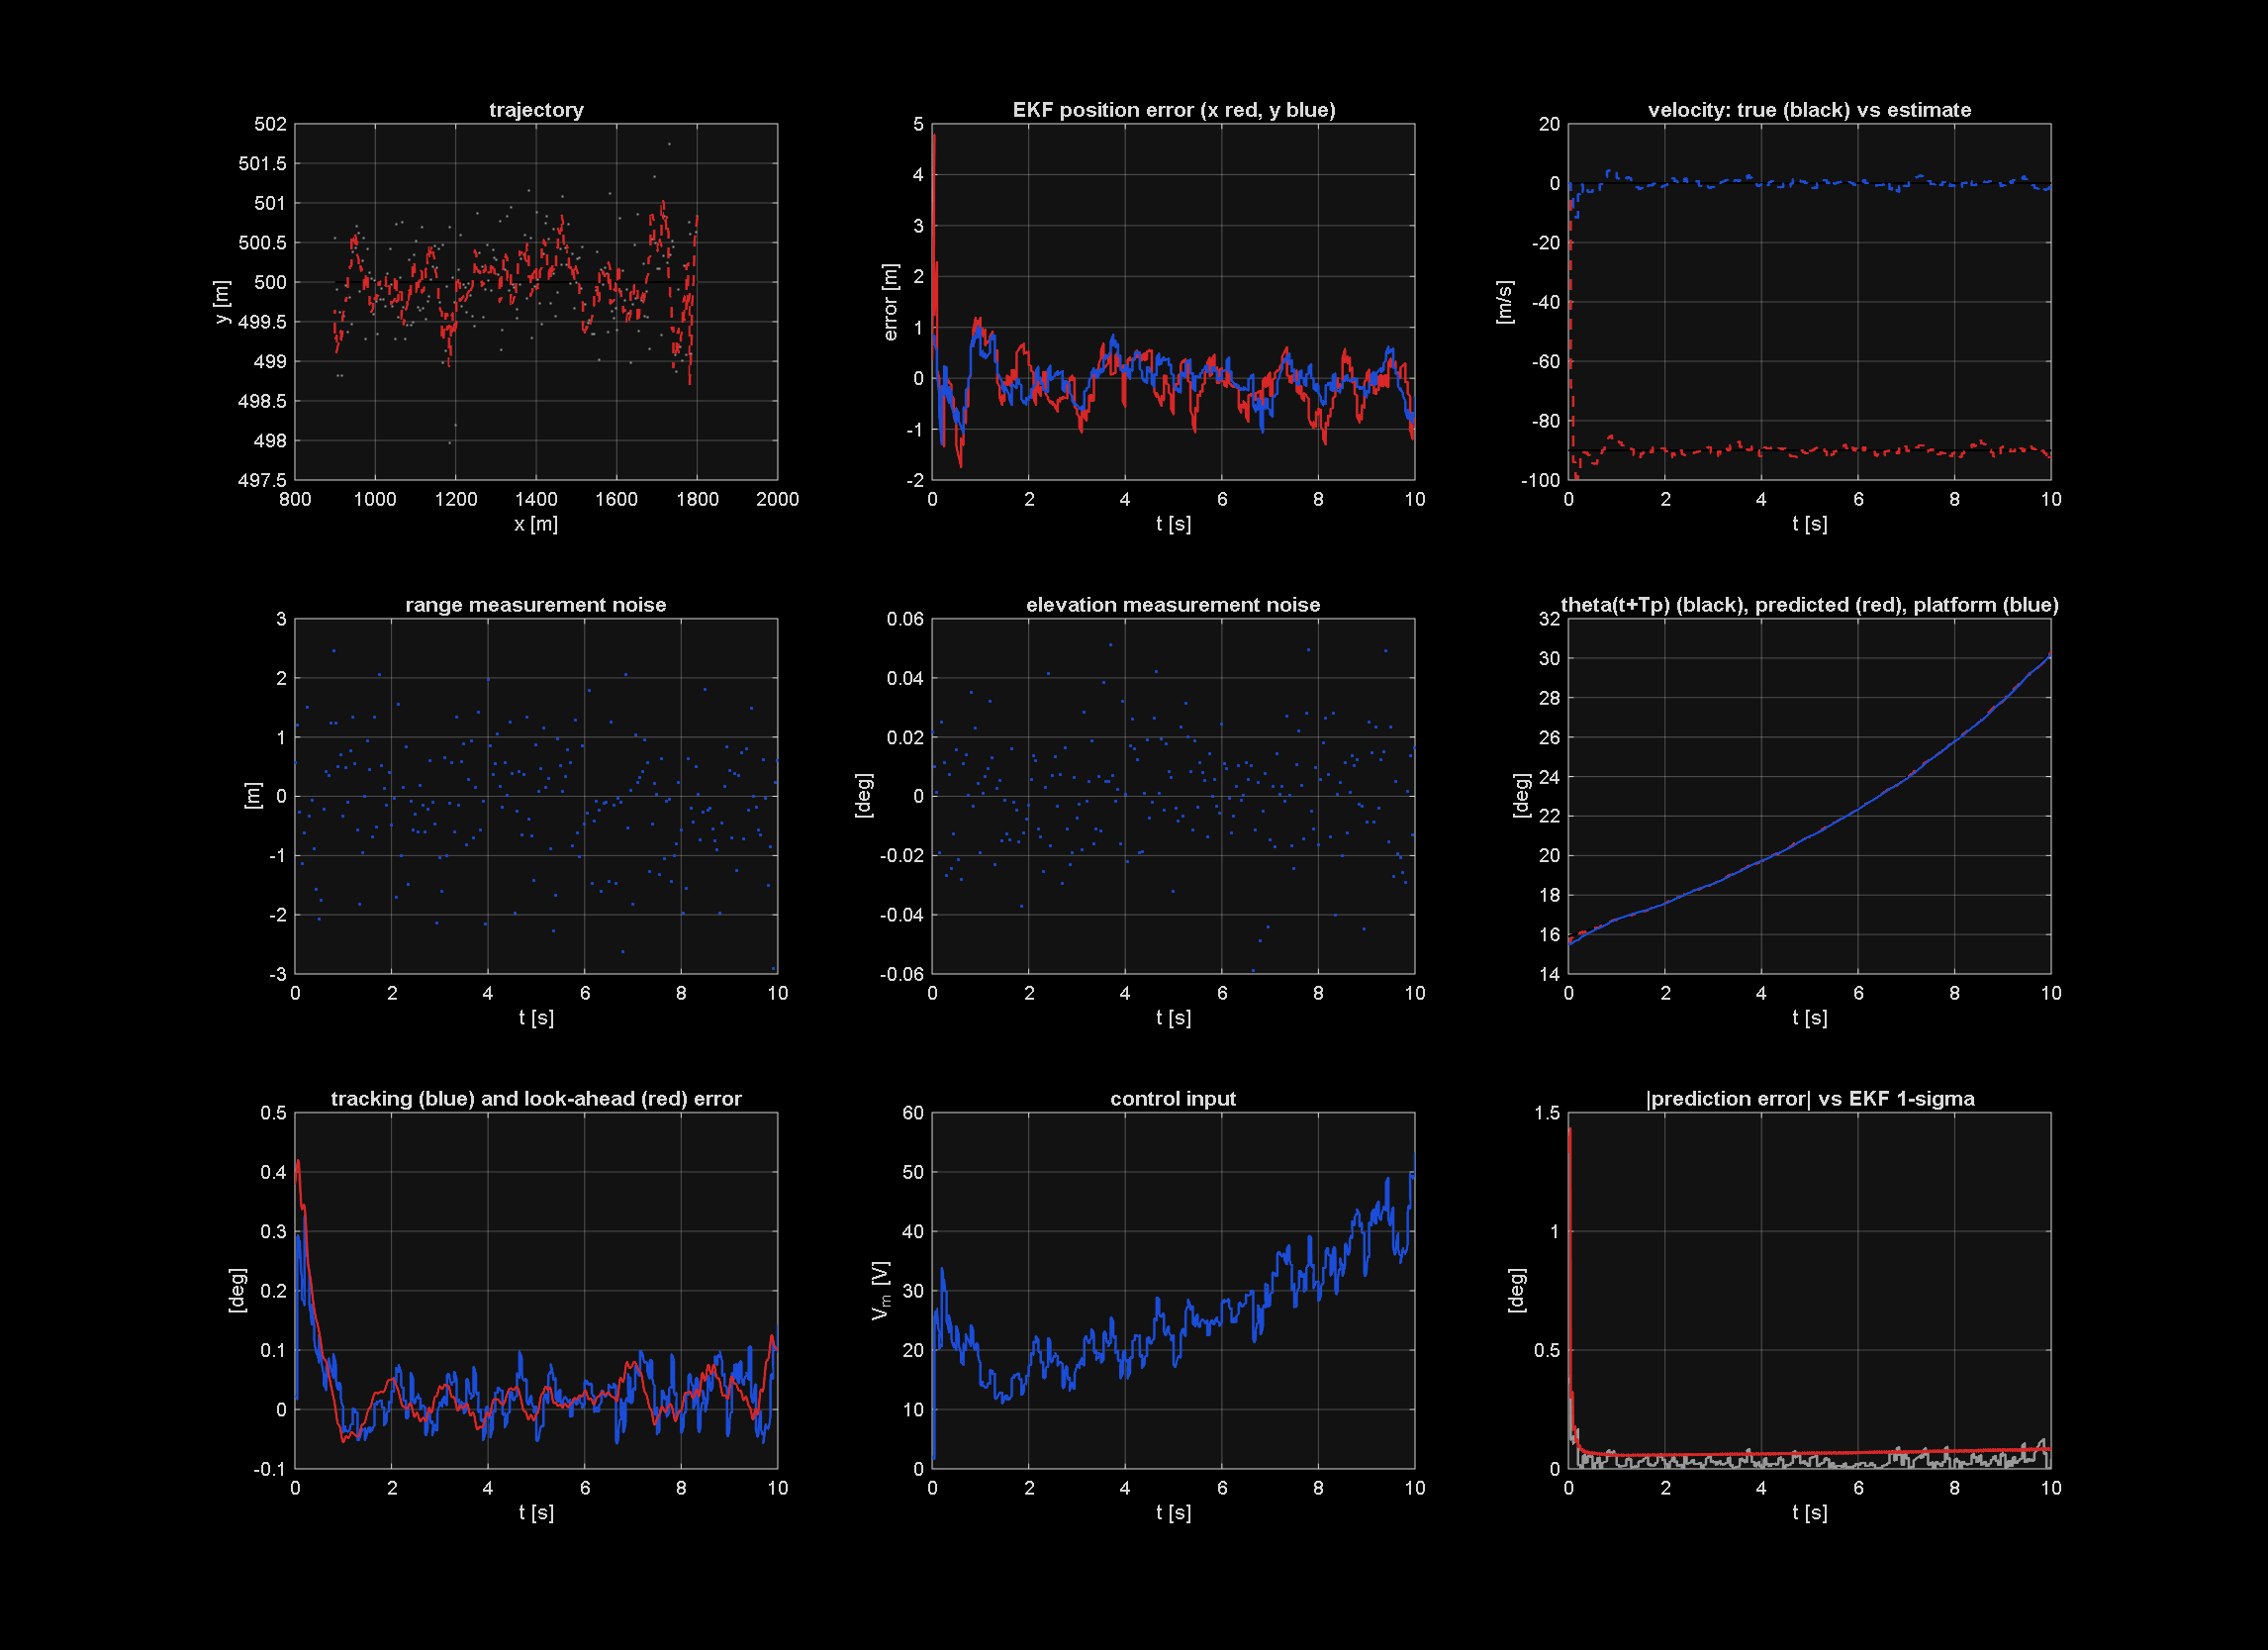 trajectory
502
501.5
501
500.5
500
499.5
499
498.5
498
497.5
y [m]
800 1000 1200 1400 1600 1800 2000
x [m]
EKF position error (x red, y blue)
5
4
3
2
1
0
-1
-2
error [m]
0 2 4 6 8 10
t [s]
velocity: true (black) vs estimate
20
0
-20
-40
-60
-80
-100
[m/s]
0 2 4 6 8 10
t [s]
range measurement noise
3
2
1
0
-1
-2
-3
[m]
0 2 4 6 8 10
t [s]
elevation measurement noise
0.06
0.04
0.02
0
-0.02
-0.04
-0.06
[deg]
0 2 4 6 8 10
t [s]
theta(t+Tp) (black), predicted (red), platform (blue)
32
30
28
26
24
22
20
18
16
14
[deg]
0 2 4 6 8 10
t [s]
tracking (blue) and look-ahead (red) error
0.5
0.4
0.3
0.2
0.1
0
-0.1
[deg]
0 2 4 6 8 10
t [s]
control input
60
50
40
30
20
10
0
Vm [V]
0 2 4 6 8 10
t [s]
|prediction error| vs EKF 1-sigma
1.5
1
0.5
0
[deg]
0 2 4 6 8 10
t [s]